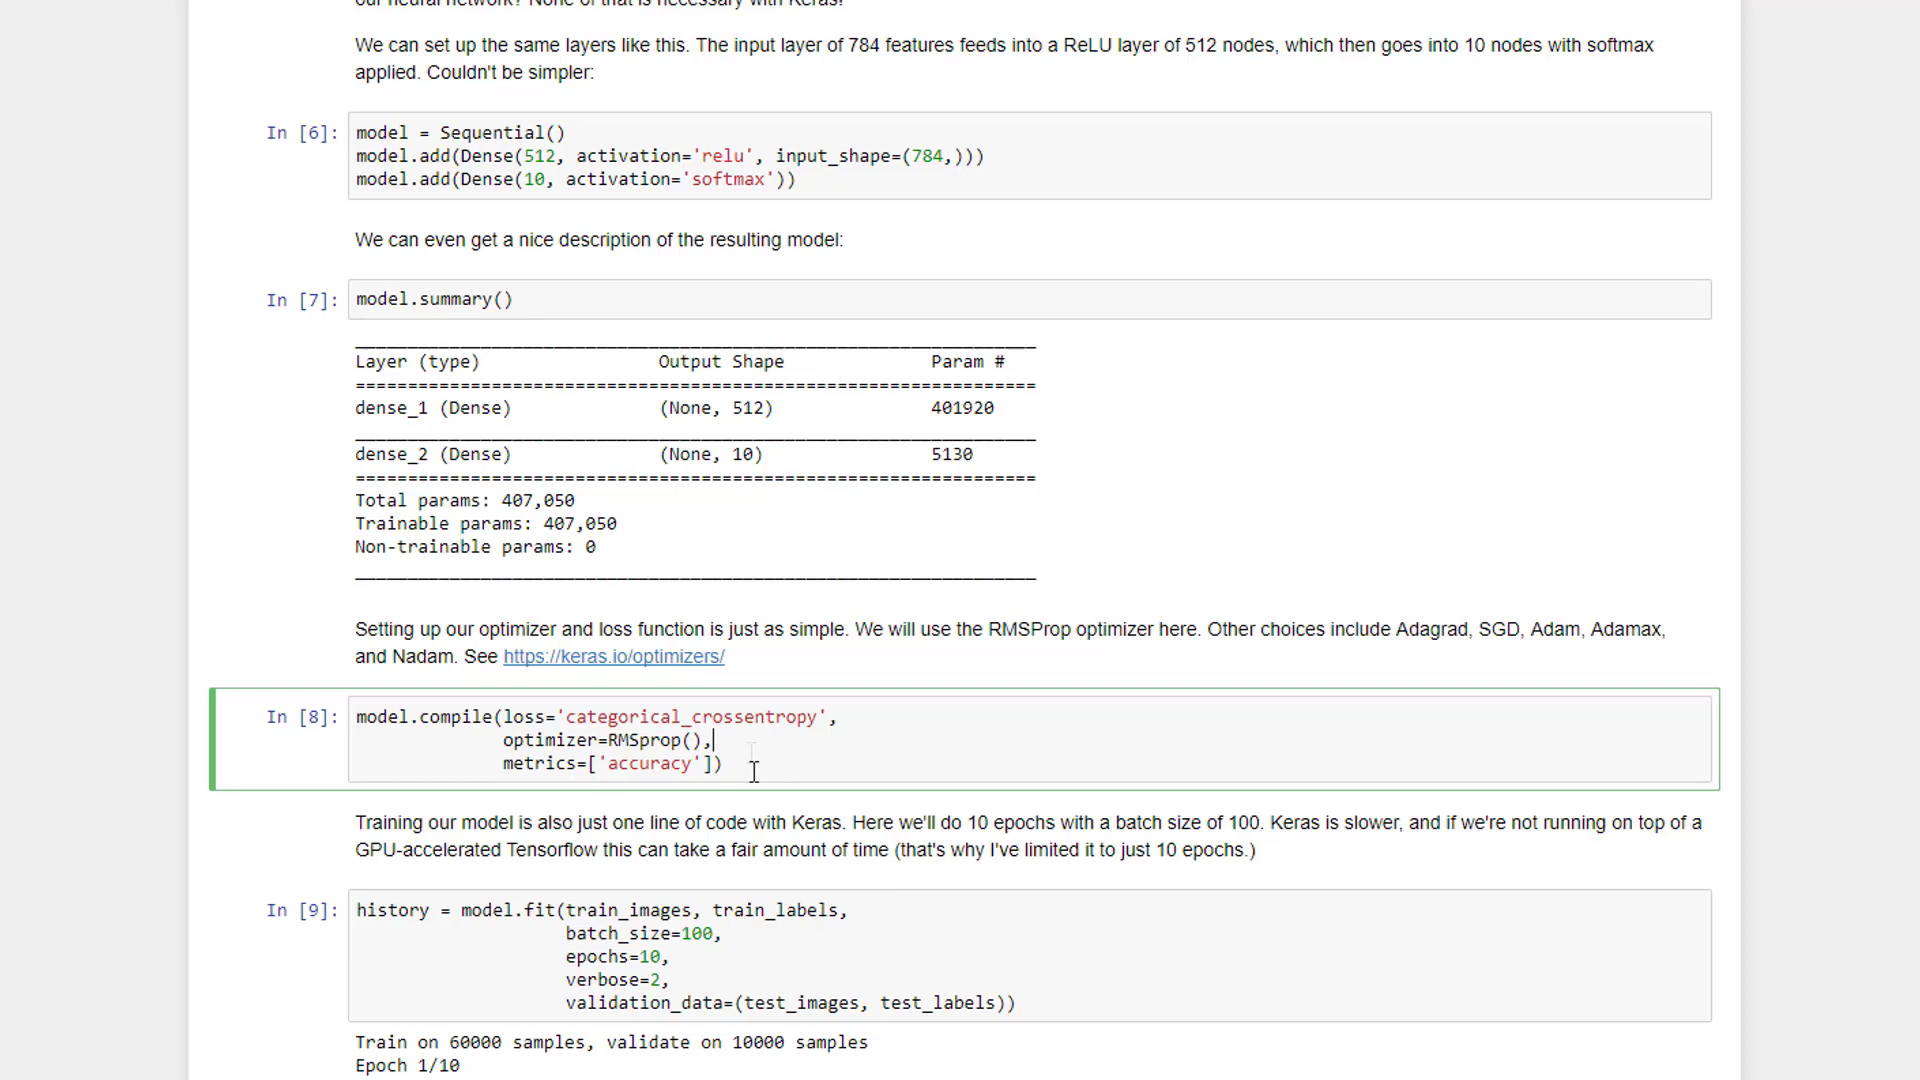 We can set up the same layers like this. The input layer of 784 features feeds into a ReLU layer of 512 nodes, which then goes into 10 nodes with softmax
applied. Couldn't be simpler:
In [6]:
model = Sequential()
model.add(Dense(512, activation='relu', input_shape=(784,)))
model.add(Dense(10, activation='softmax'))
We can even get a nice description of the resulting model:
In [7]:
model.summary()
Layer (type) Output Shape Param #
=================================================================
dense_1 (Dense) (None, 512) 401920
dense_2 (Dense) (None, 10) 5130
=================================================================
Total params: 407,050
Trainable params: 407,050
Non-trainable params: 0
Setting up our optimizer and loss function is just as simple. We will use the RMSProp optimizer here. Other choices include Adagrad, SGD, Adam, Adamax,
and Nadam. See https://keras.io/optimizers/
In [8]:
model.compile(loss='categorical_crossentropy',
optimizer=RMSprop(),
metrics=['accuracy'])
Training our model is also just one line of code with Keras. Here we'll do 10 epochs with a batch size of 100. Keras is slower, and if we're not running on top of a
GPU-accelerated Tensorflow this can take a fair amount of time (that's why I've limited it to just 10 epochs.)
In [9]:
history = model.fit(train_images, train_labels,
batch_size=100,
epochs=10,
verbose=2,
validation_data=(test_images, test_labels))
Train on 60000 samples, validate on 10000 samples
Epoch 1/10